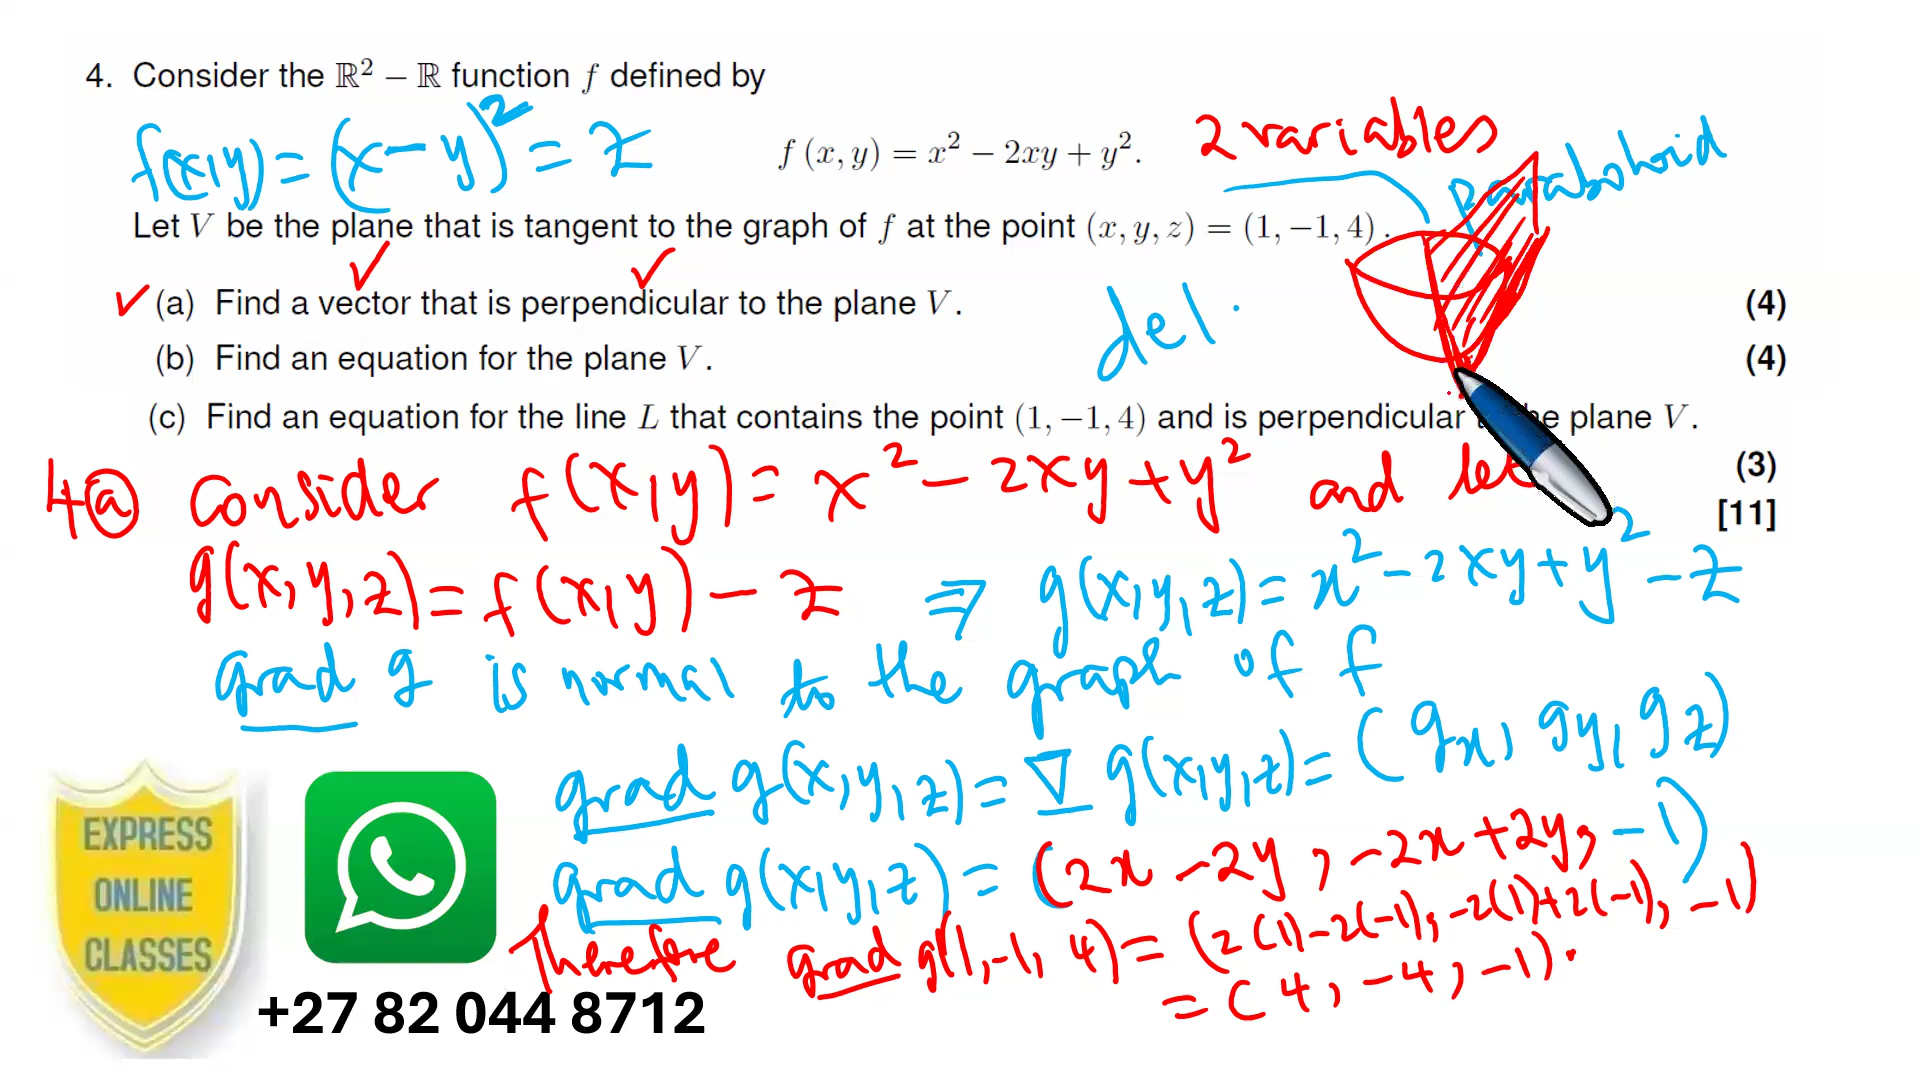 4. Consider the ℝ² − ℝ function f defined by
f(x,y) = (x-y)² = z
f (x, y) = x² − 2xy + y².
2 variables
Paraboloid
Let V be the plane that is tangent to the graph of f at the point (x, y, z) = (1, −1, 4) .
(a) Find a vector that is perpendicular to the plane V. (4)
del.
(b) Find an equation for the plane V. (4)
(c) Find an equation for the line L that contains the point (1, −1, 4) and is perpendicular plane V.
(3)
[11]
4(a) Consider f(x,y) = x² - 2xy + y² and let
g(x,y,z) = f(x,y) - z ⇒ g(x,y,z) = x² - 2xy + y² - z
grad g is normal to the graph of f
grad g(x,y,z) = ∇ g(x,y,z) = (gx, gy, gz)
grad g(x,y,z) = (2x - 2y, -2x + 2y, -1)
Therefore grad g(1,-1,4) = (2(1)-2(-1), -2(1)+2(-1), -1)
= (4, -4, -1).
EXPRESS
ONLINE
CLASSES
+27 82 044 8712